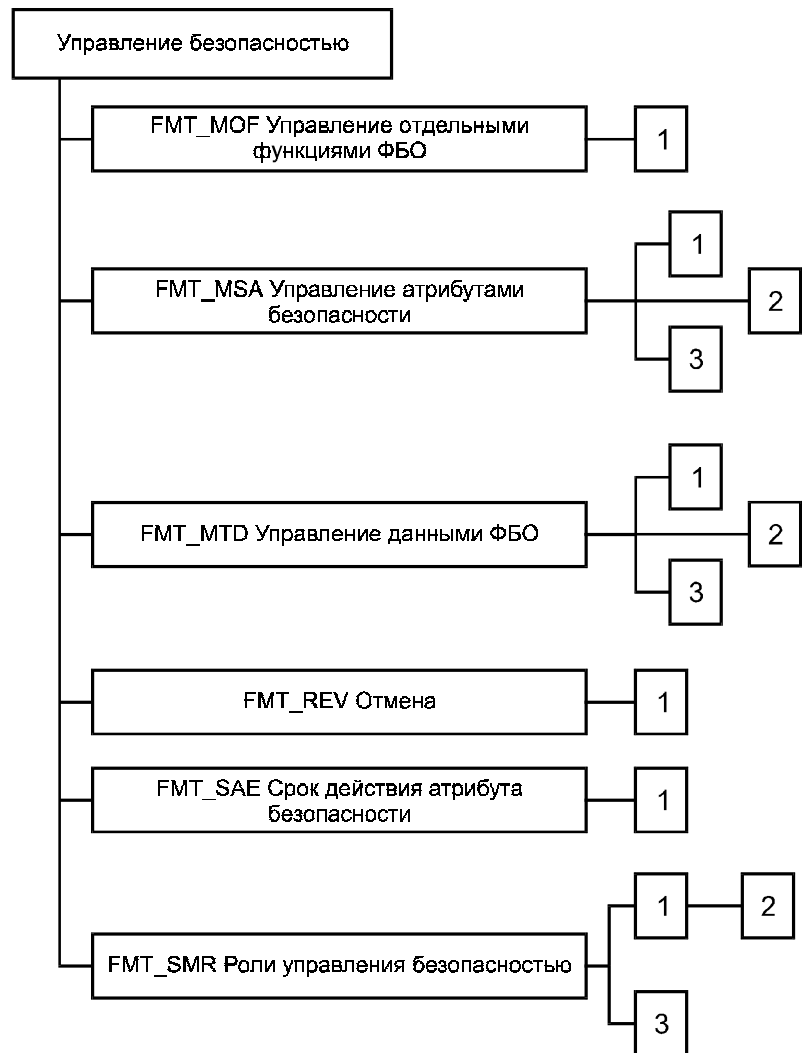 Управление безопасностью
FMT_MOF Управление отдельными
функциями ФБО
1
FMT_MSA Управление атрибутами
безопасности
1
2
3
FMT_MTD Управление данными ФБО
1
2
3
FMT_REV Отмена
1
FMT_SAE Срок действия атрибута
безопасности
1
FMT_SMR Роли управления безопасностью
1
2
3